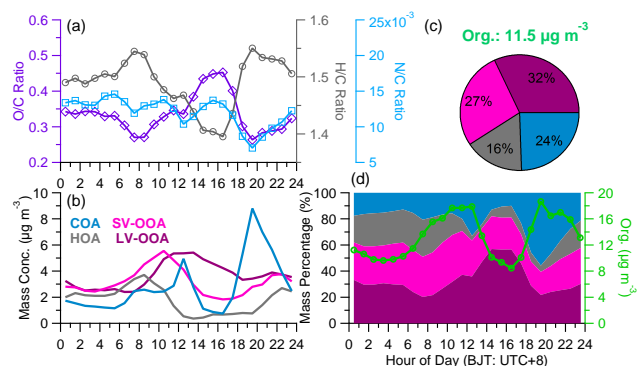 (a)
0.6
0.5
0.4
0.3
0.2
O/C Ratio
1.6
1.5
1.4
H/C Ratio
25x10-3
20
15
10
5
N/C Ratio
0 2 4 6 8 10 12 14 16 18 20 22 24
(c) Org.: 11.5 µg m-3
32%
27%
16%
24%
(b)
10
8
6
4
2
0
Mass Conc. (µg m-3)
COA SV-OOA
HOA LV-OOA
0 2 4 6 8 10 12 14 16 18 20 22 24
(d)
100
80
60
40
20
0
Mass Percentage (%)
20
16
12
8
4
0
Org. (µg m-3)
0 2 4 6 8 10 12 14 16 18 20 22 24
Hour of Day (BJT: UTC+8)